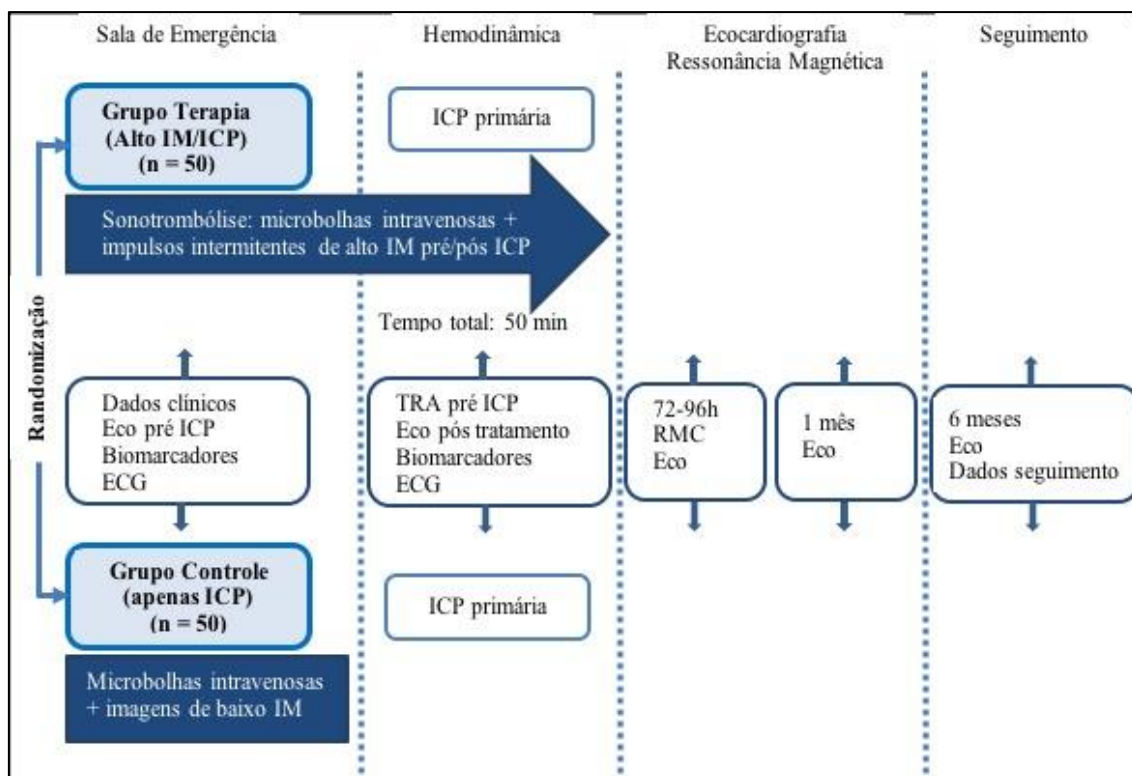 Sala de Emergência
Hemodinâmica
Ecocardiografia
Ressonância Magnética
Seguimento
Randomização
Grupo Terapia
(Alto IM/ICP)
(n = 50)
ICP primária
Sonotrombólise: microbolhas intravenosas +
impulsos intermitentes de alto IM pré/pós ICP
Tempo total: 50 min
Dados clínicos
Eco pré ICP
Biomarcadores
ECG
TRA pré ICP
Eco pós tratamento
Biomarcadores
ECG
72-96h
RMC
Eco
1 mês
Eco
6 meses
Eco
Dados seguimento
Grupo Controle
(apenas ICP)
(n = 50)
ICP primária
Microbolhas intravenosas
+ imagens de baixo IM